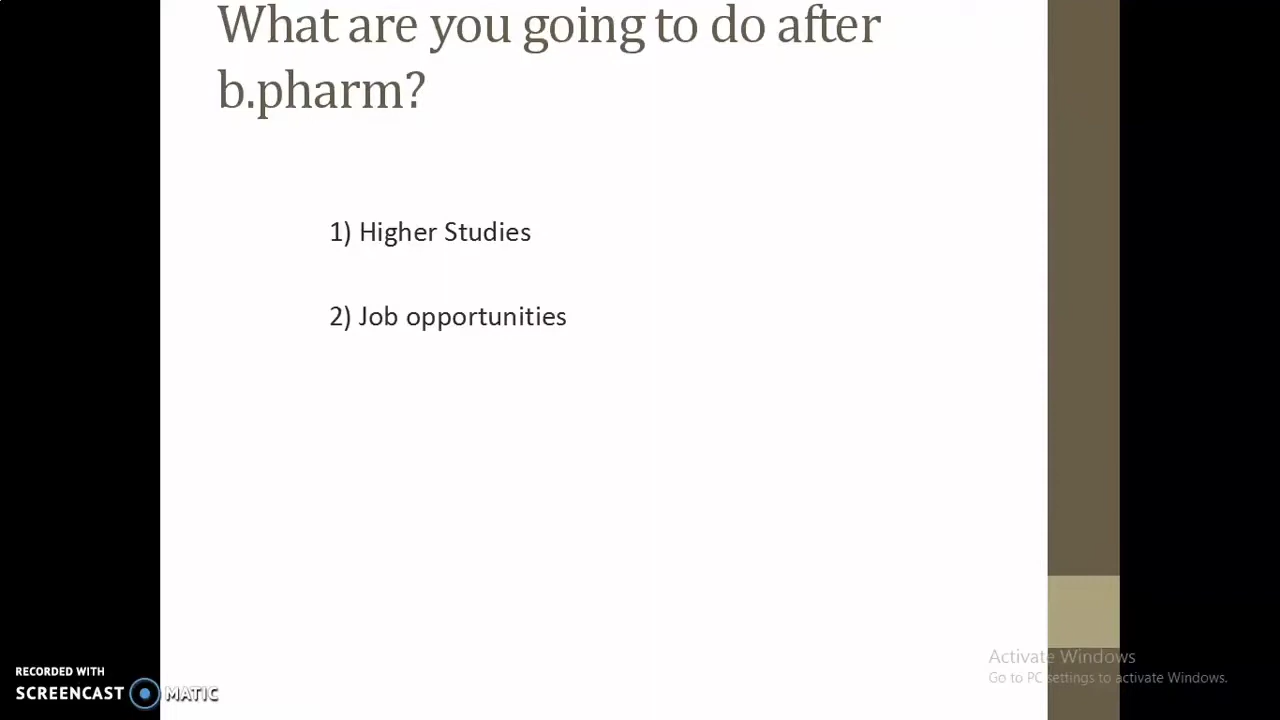 What are you going to do after
b.pharm?
1) Higher Studies
2) Job opportunities
Activate Windows
Go to PC settings to activate Windows.
RECORDED WITH
SCREENCAST MATIC